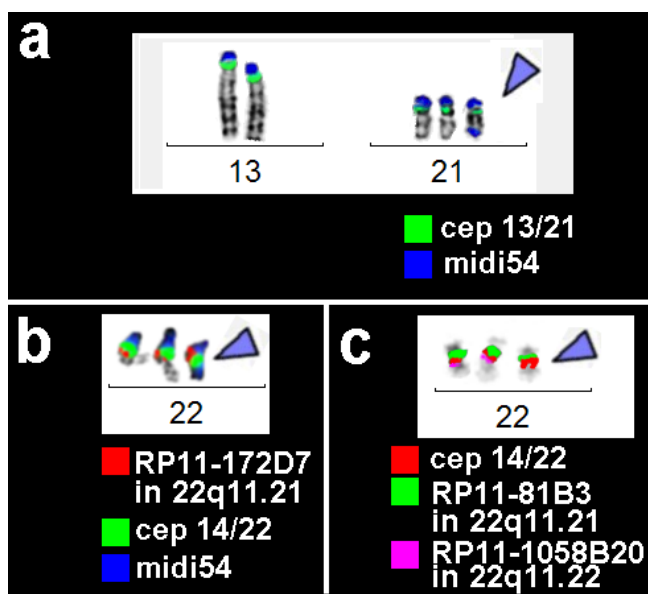 a
13
21
cep 13/21
midi54
b
22
RP11-172D7
in 22q11.21
cep 14/22
midi54
c
22
cep 14/22
RP11-81B3
in 22q11.21
RP11-1058B20
in 22q11.22